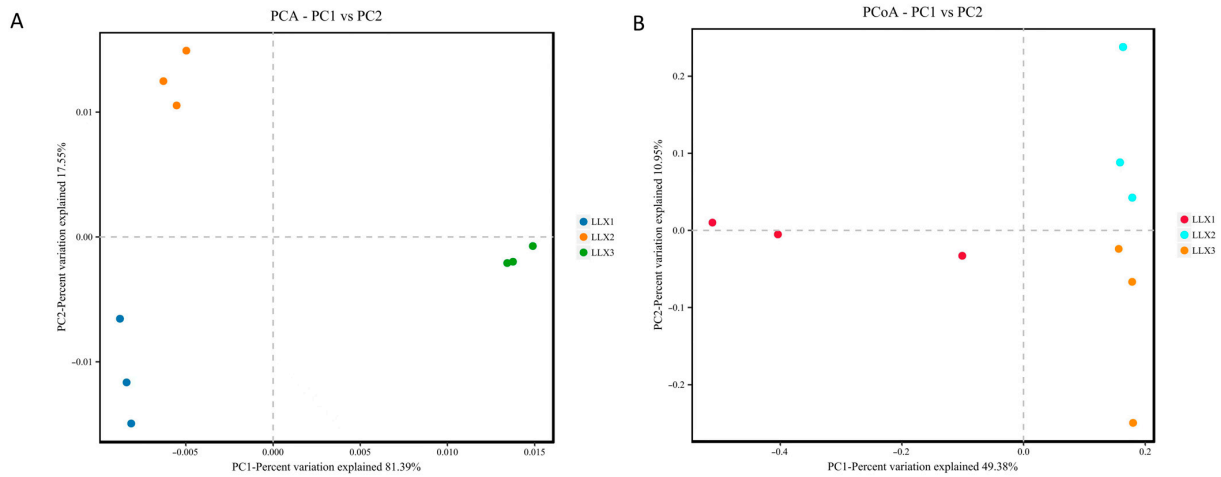 A
PCA - PC1 vs PC2
PC2-Percent variation explained 17.55%
0.01
0.00
−0.01
−0.005
0.000
0.005
0.010
0.015
PC1-Percent variation explained 81.39%
LLX1
LLX2
LLX3
B
PCoA - PC1 vs PC2
PC2-Percent variation explained 10.95%
0.2
0.1
0.0
−0.1
−0.2
−0.4
−0.2
0.0
0.2
PC1-Percent variation explained 49.38%
LLX1
LLX2
LLX3